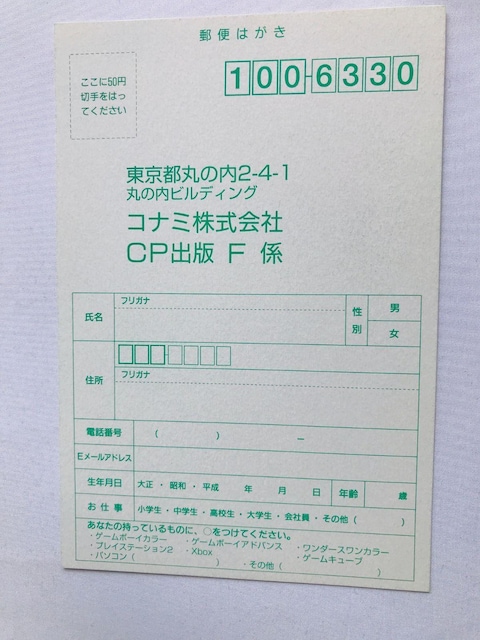 郵便はがき
ここに50円
切手をはっ
てください
100-6330
東京都丸の内2-4-1
丸の内ビルディング
コナミ株式会社
CP出版 F 係
氏名
フリガナ
性別
男
女
住所
フリガナ
電話番号 ( ) −
Eメールアドレス
生年月日 大正・昭和・平成 年 月 日 年齢 歳
お仕事 小学生・中学生・高校生・大学生・会社員・その他( )
あなたの持っているものに、○をつけてください。
・ゲームボーイカラー ・ゲームボーイアドバンス ・ワンダースワンカラー
・プレイステーション2 ・Xbox ・ゲームキューブ
・パソコン( ) ・その他( )